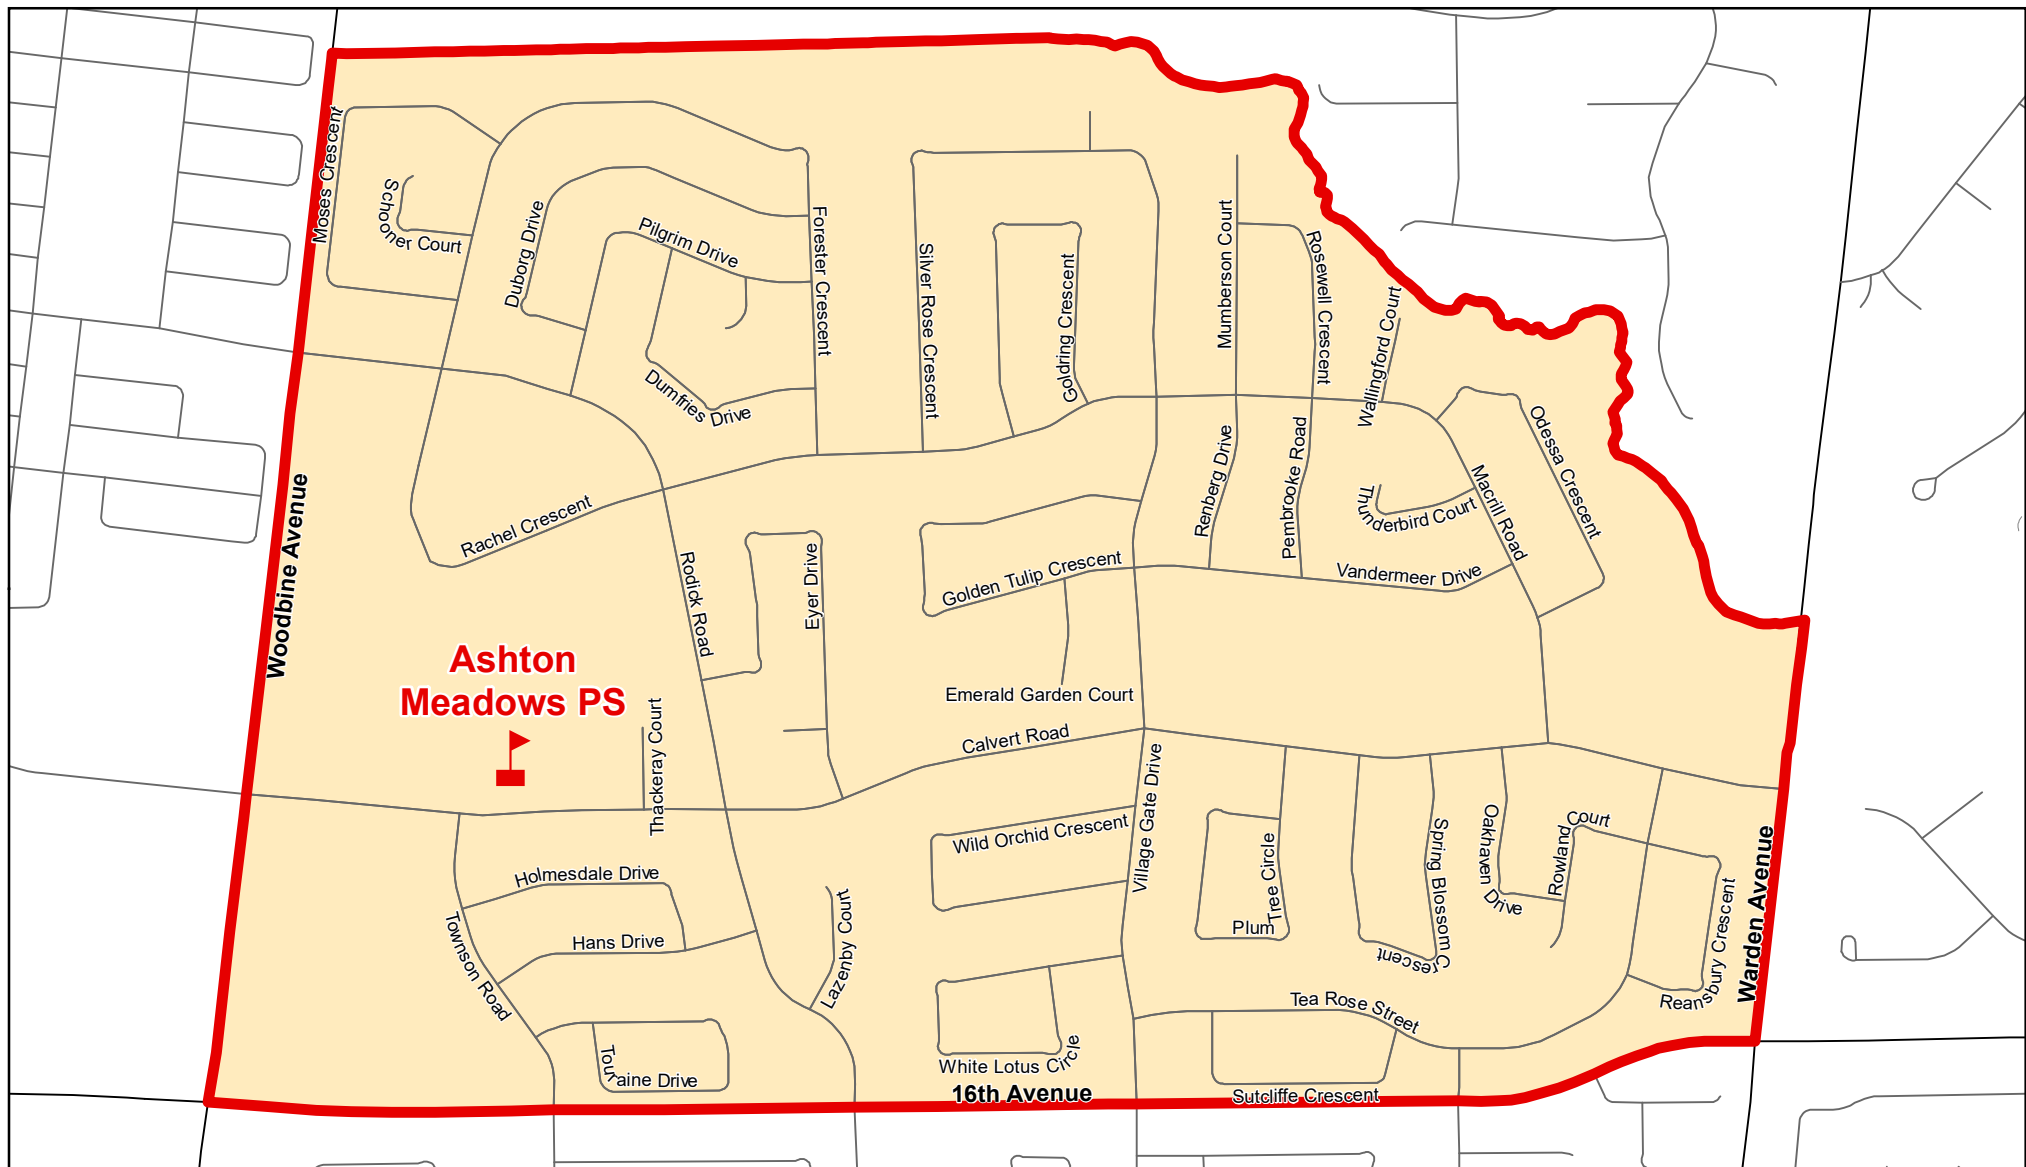 Moses Crescent
Schooner Court
Duborg Drive
Pilgrim Drive
Forester Crescent
Silver Rose Crescent
Goldring Crescent
Mumberson Court
Rosewell Crescent
Wallingford Court
Dumfries Drive
Odessa Crescent
Renberg Drive
Pembrooke Road
Thunderbird Court
Macrill Road
Woodbine Avenue
Rachel Crescent
Rodick Road
Eyer Drive
Golden Tulip Crescent
Vandermeer Drive
Ashton
Meadows PS
Emerald Garden Court
Thackeray Court
Calvert Road
Village Gate Drive
Wild Orchid Crescent
Plum Tree Circle
Spring Blossom Crescent
Oakhaven Drive
Rowland Court
Warden Avenue
Holmesdale Drive
Hans Drive
Townson Road
Lazenby Court
Reansbury Crescent
Tea Rose Street
Touraine Drive
White Lotus Circle
16th Avenue
Sutcliffe Crescent